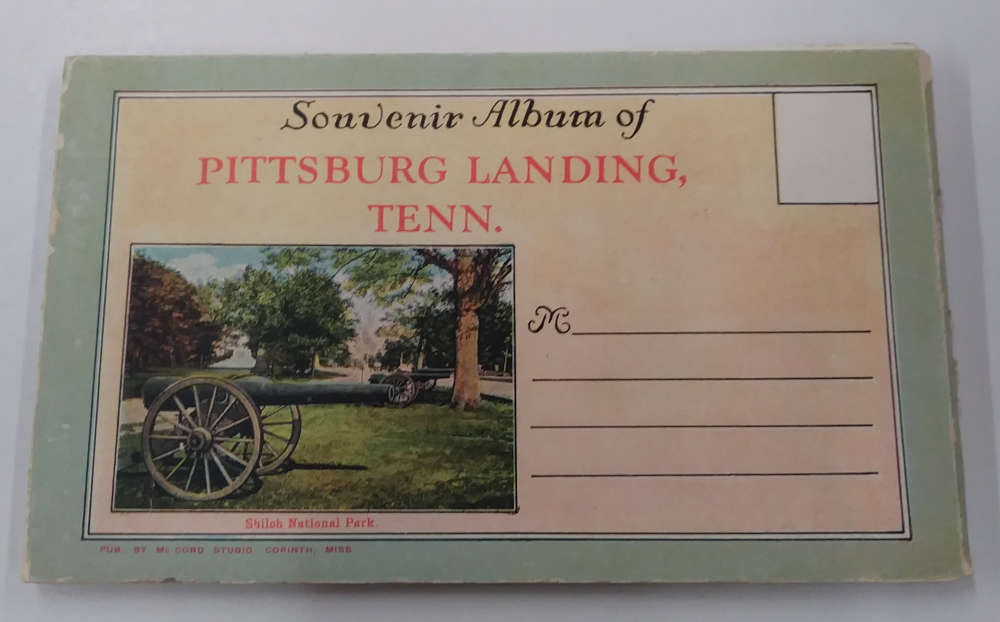 Souvenir Album of
PITTSBURG LANDING,
TENN.
M
Shiloh National Park.
PUB. BY Mc CORD STUDIO CORINTH, MISS